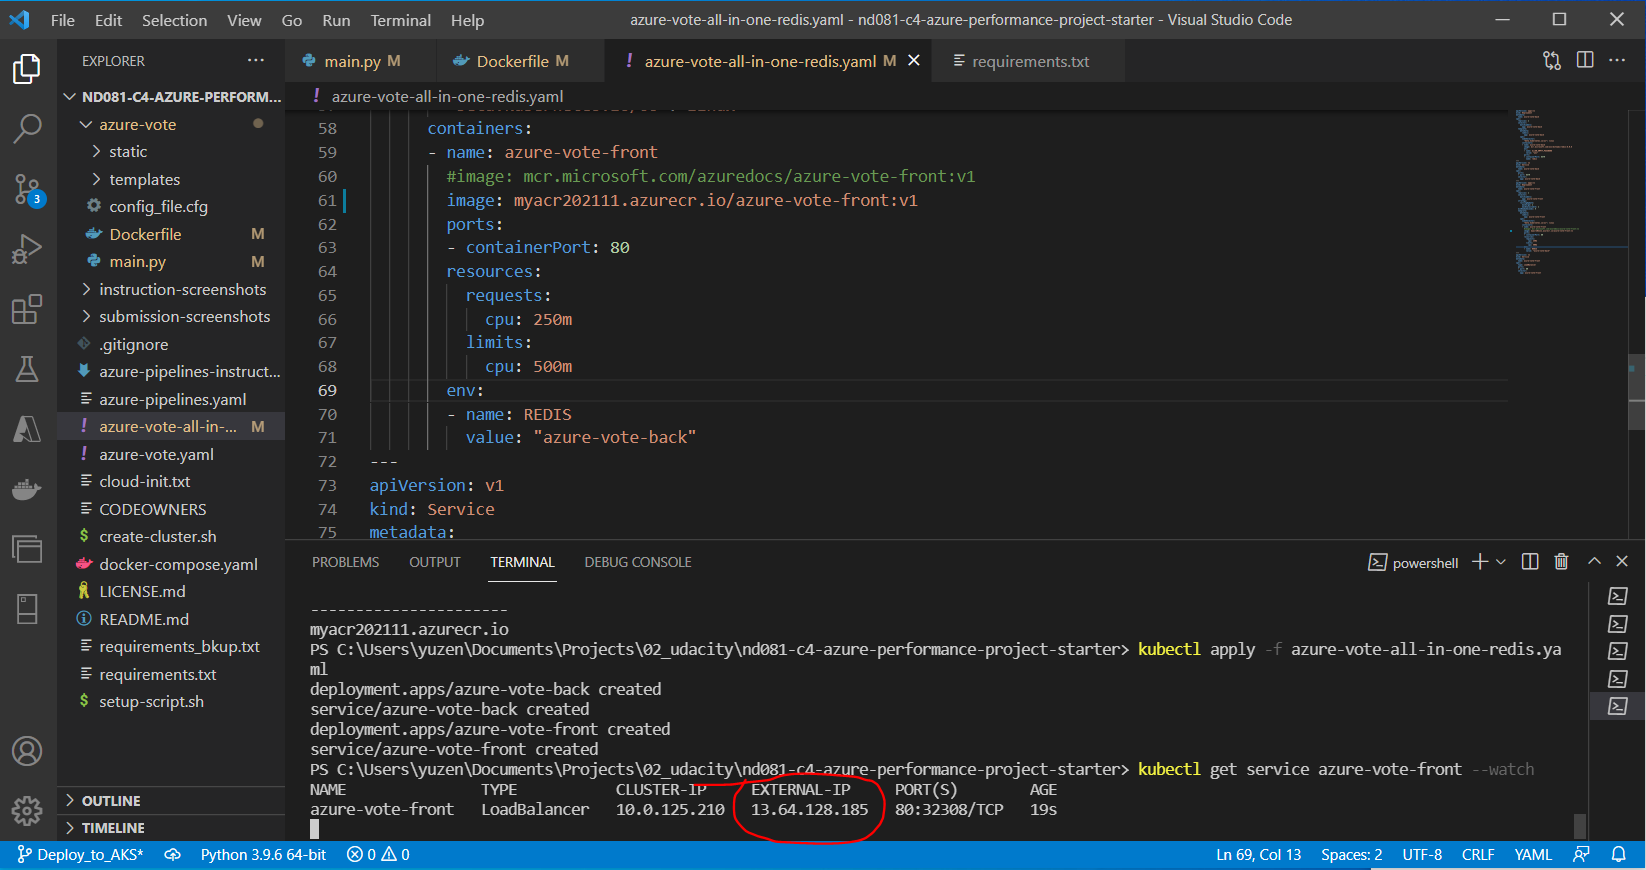 File Edit Selection View Go Run Terminal Help azure-vote-all-in-one-redis.yaml - nd081-c4-azure-performance-project-starter - Visual Studio Code
EXPLORER ···
main.py M Dockerfile M ! azure-vote-all-in-one-redis.yaml M requirements.txt
ND081-C4-AZURE-PERFORM...
azure-vote
static
templates
config_file.cfg
Dockerfile M
main.py M
instruction-screenshots
submission-screenshots
.gitignore
azure-pipelines-instruct...
azure-pipelines.yaml
! azure-vote-all-in-... M
! azure-vote.yaml
cloud-init.txt
CODEOWNERS
$ create-cluster.sh
docker-compose.yaml
LICENSE.md
README.md
requirements_bkup.txt
requirements.txt
$ setup-script.sh
OUTLINE
TIMELINE
3
! azure-vote-all-in-one-redis.yaml
58 containers:
59 - name: azure-vote-front
60 #image: mcr.microsoft.com/azuredocs/azure-vote-front:v1
61 image: myacr202111.azurecr.io/azure-vote-front:v1
62 ports:
63 - containerPort: 80
64 resources:
65 requests:
66 cpu: 250m
67 limits:
68 cpu: 500m
69 env:
70 - name: REDIS
71 value: "azure-vote-back"
72 ---
73 apiVersion: v1
74 kind: Service
75 metadata:
PROBLEMS OUTPUT TERMINAL DEBUG CONSOLE powershell
----------------------
myacr202111.azurecr.io
PS C:\Users\yuzen\Documents\Projects\02_udacity\nd081-c4-azure-performance-project-starter> kubectl apply -f azure-vote-all-in-one-redis.ya
ml
deployment.apps/azure-vote-back created
service/azure-vote-back created
deployment.apps/azure-vote-front created
service/azure-vote-front created
PS C:\Users\yuzen\Documents\Projects\02_udacity\nd081-c4-azure-performance-project-starter> kubectl get service azure-vote-front --watch
NAME TYPE CLUSTER-IP EXTERNAL-IP PORT(S) AGE
azure-vote-front LoadBalancer 10.0.125.210 13.64.128.185 80:32308/TCP 19s
Deploy_to_AKS* Python 3.9.6 64-bit 0 0 Ln 69, Col 13 Spaces: 2 UTF-8 CRLF YAML